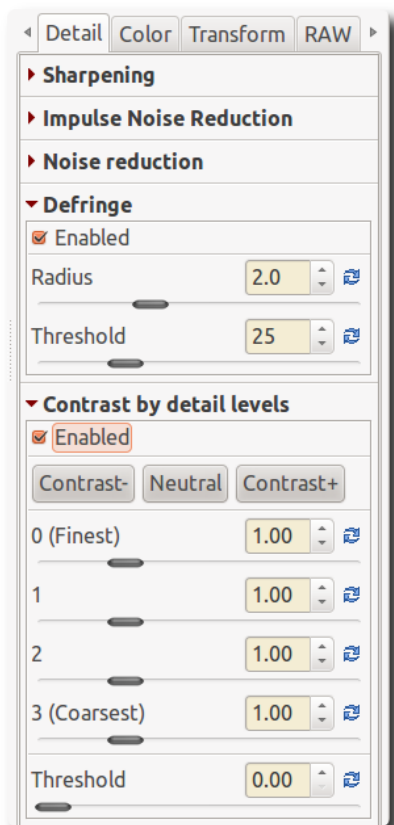 Detail Color Transform RAW
Sharpening
Impulse Noise Reduction
Noise reduction
Defringe
Enabled
Radius 2.0
Threshold 25
Contrast by detail levels
Enabled
Contrast- Neutral Contrast+
0 (Finest) 1.00
1 1.00
2 1.00
3 (Coarsest) 1.00
Threshold 0.00